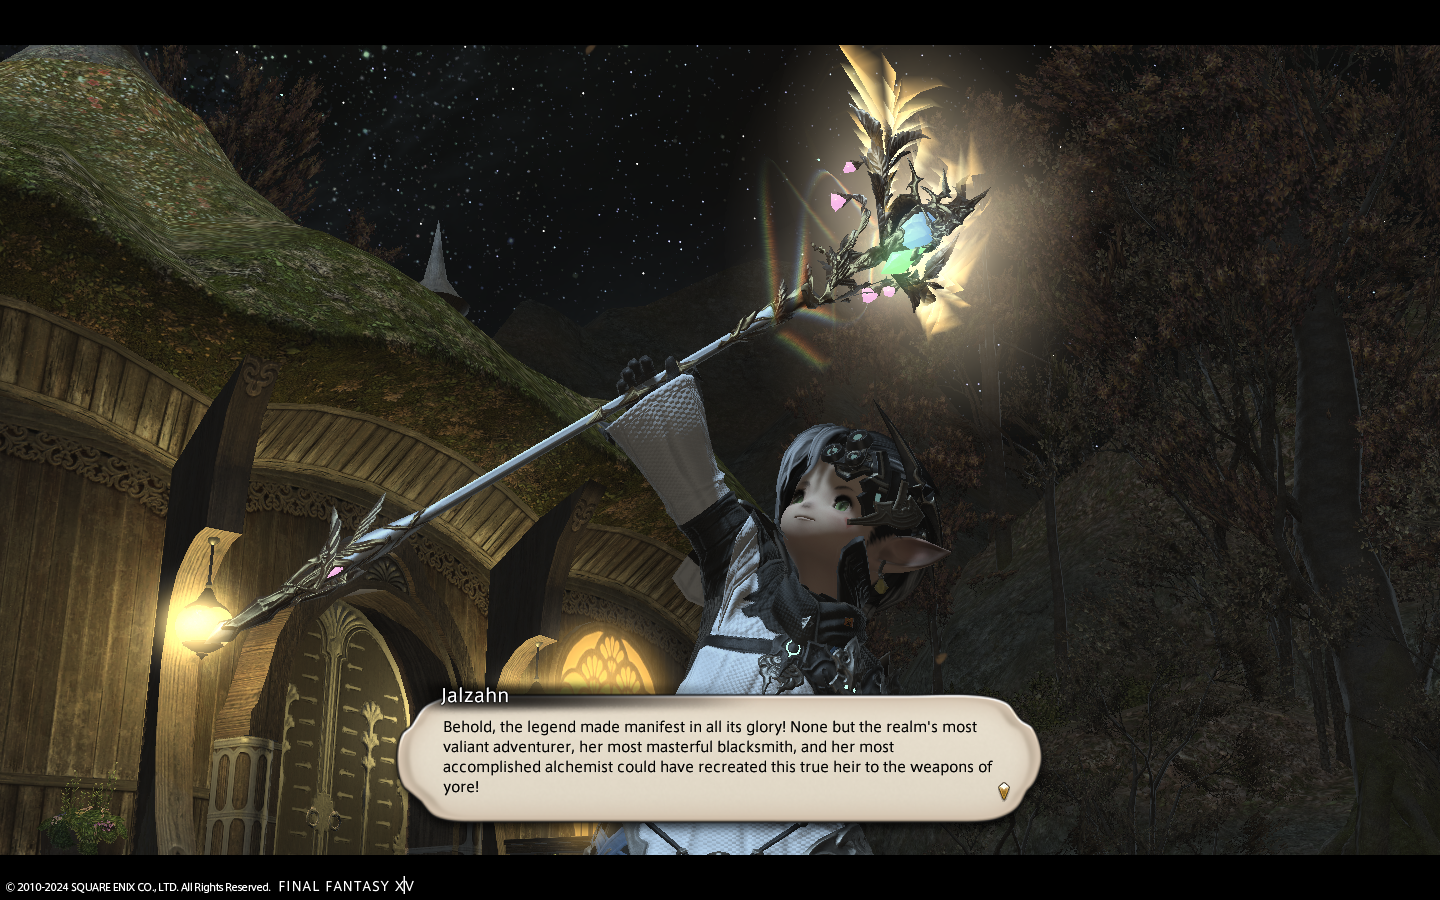 Jalzahn
Behold, the legend made manifest in all its glory! None but the realm's most
valiant adventurer, her most masterful blacksmith, and her most
accomplished alchemist could have recreated this true heir to the weapons of
yore!
© 2010-2024 SQUARE ENIX CO., LTD. All Rights Reserved. FINAL FANTASY XIV